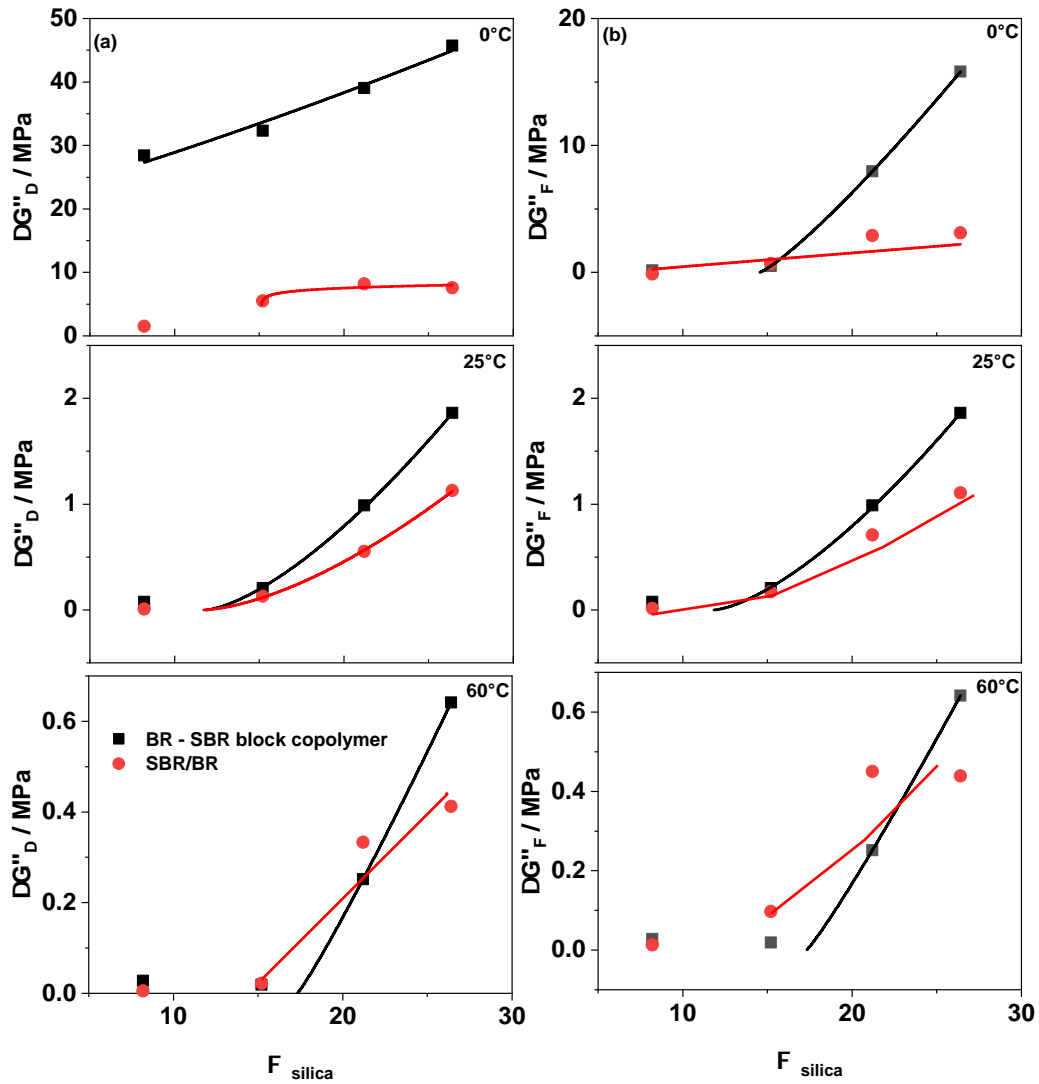 (a)
0°C
50
40
30
20
10
0
DG"D / MPa
(b)
0°C
20
10
0
DG"F / MPa
25°C
2
1
0
DG"D / MPa
25°C
2
1
0
DG"F / MPa
60°C
BR - SBR block copolymer
SBR/BR
0.6
0.4
0.2
0.0
DG"D / MPa
10
20
30
F silica
60°C
0.6
0.4
0.2
0.0
DG"F / MPa
10
20
30
F silica